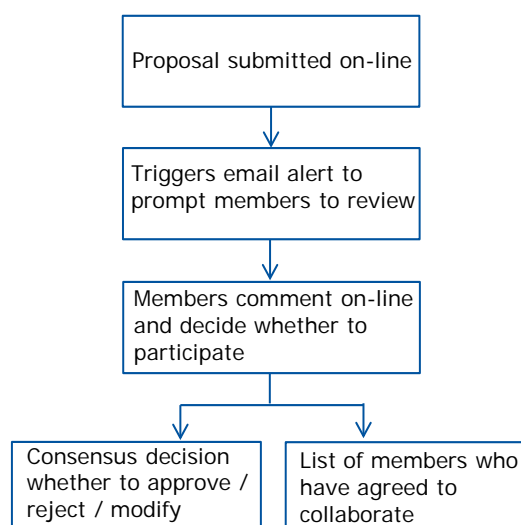 Proposal submitted on-line
Triggers email alert to
prompt members to review
Members comment on-line
and decide whether to
participate
Consensus decision
whether to approve /
reject / modify
List of members who
have agreed to
collaborate